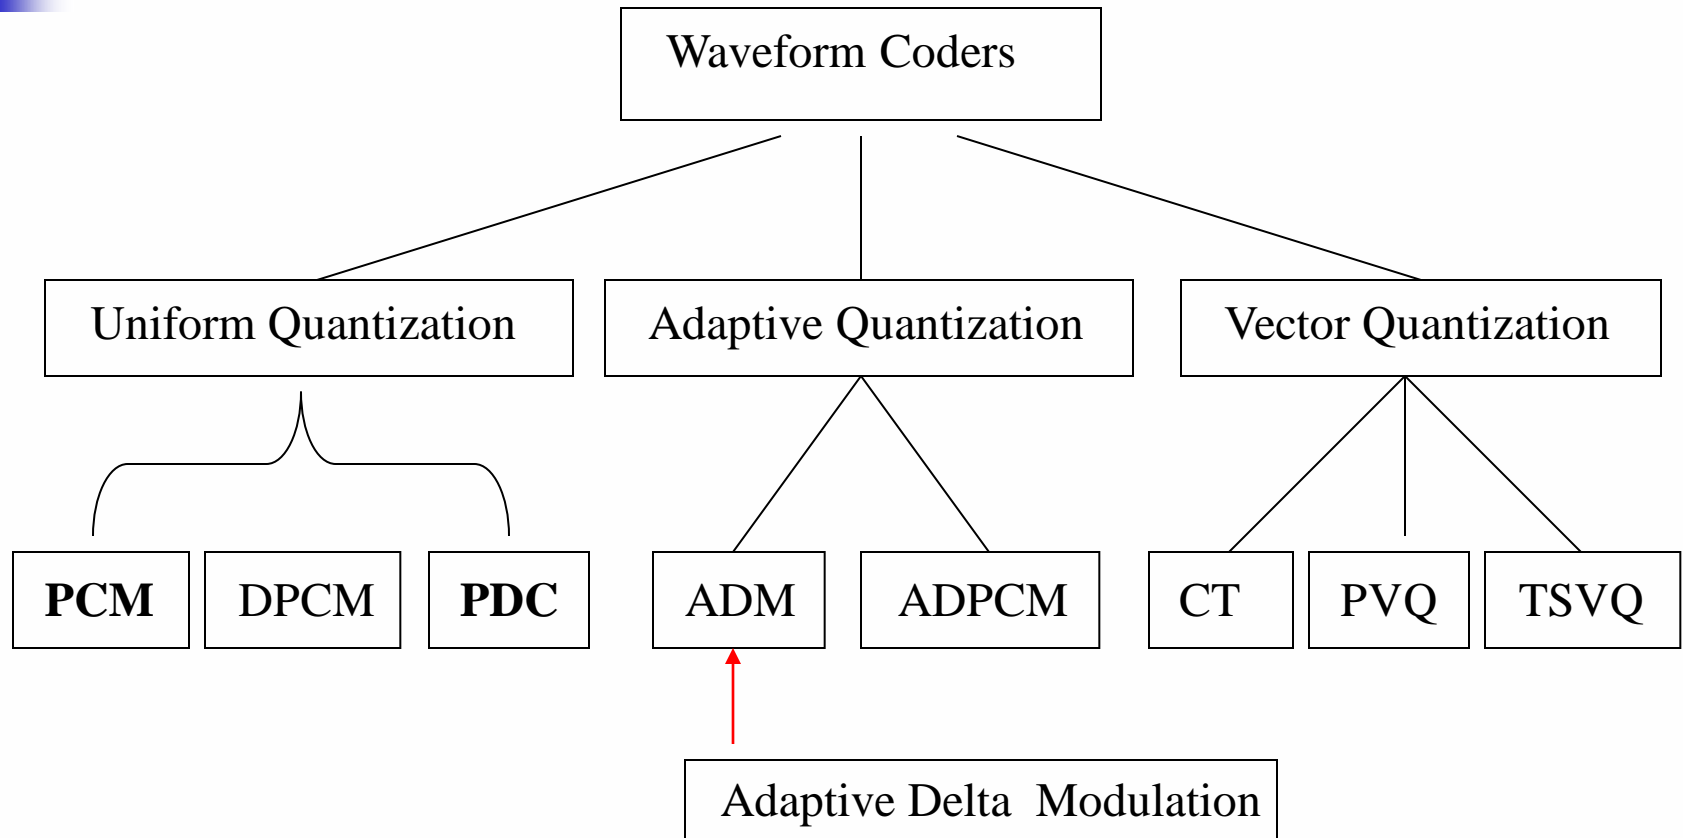 Waveform Coders
Uniform Quantization
Adaptive Quantization
Vector Quantization
PCM
DPCM
PDC
ADM
ADPCM
CT
PVQ
TSVQ
Adaptive Delta Modulation